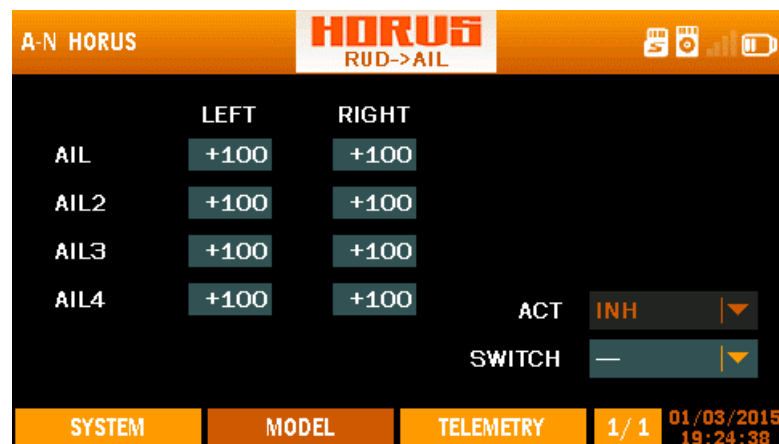 A-N HORUS
HORUS
RUD->AIL
LEFT RIGHT
AIL +100 +100
AIL2 +100 +100
AIL3 +100 +100
AIL4 +100 +100
ACT INH
SWITCH —
SYSTEM MODEL TELEMETRY 1/1 01/03/2015
19:24:38